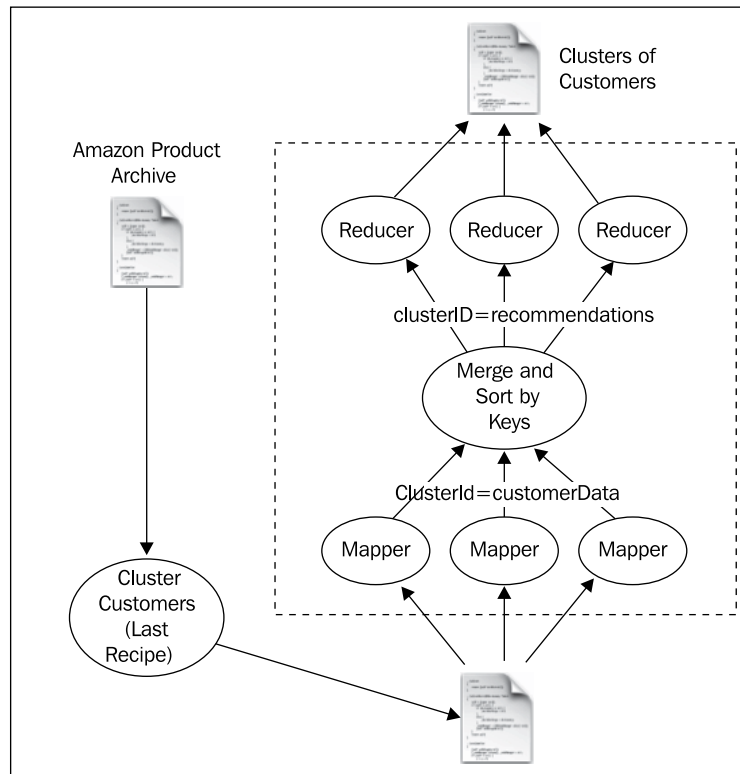 Clusters of
Customers
Amazon Product
Archive
Reducer
Reducer
Reducer
clusterID=recommendations
Merge and
Sort by
Keys
ClusterId=customerData
Mapper
Mapper
Mapper
Cluster
Customers
(Last
Recipe)